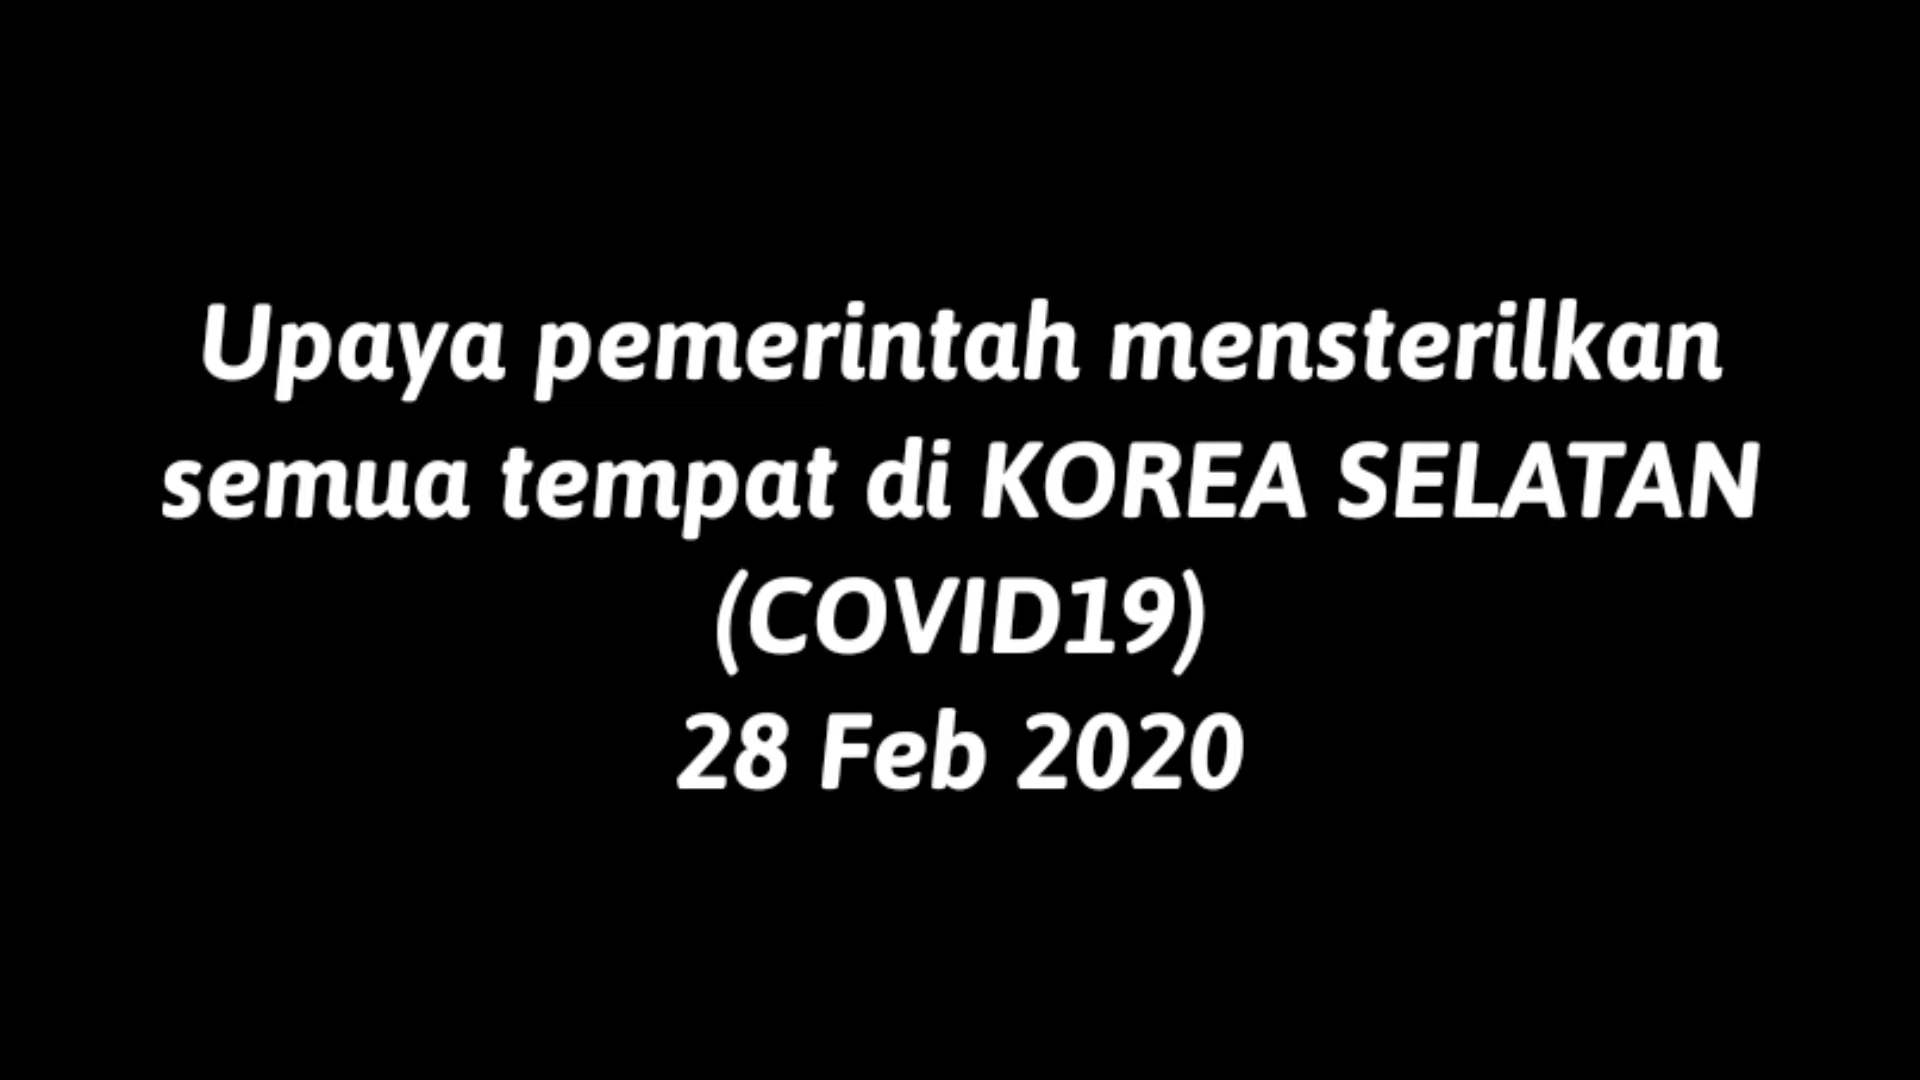 Upaya pemerintah mensterilkan
semua tempat di KOREA SELATAN
(COVID19)
28 Feb 2020